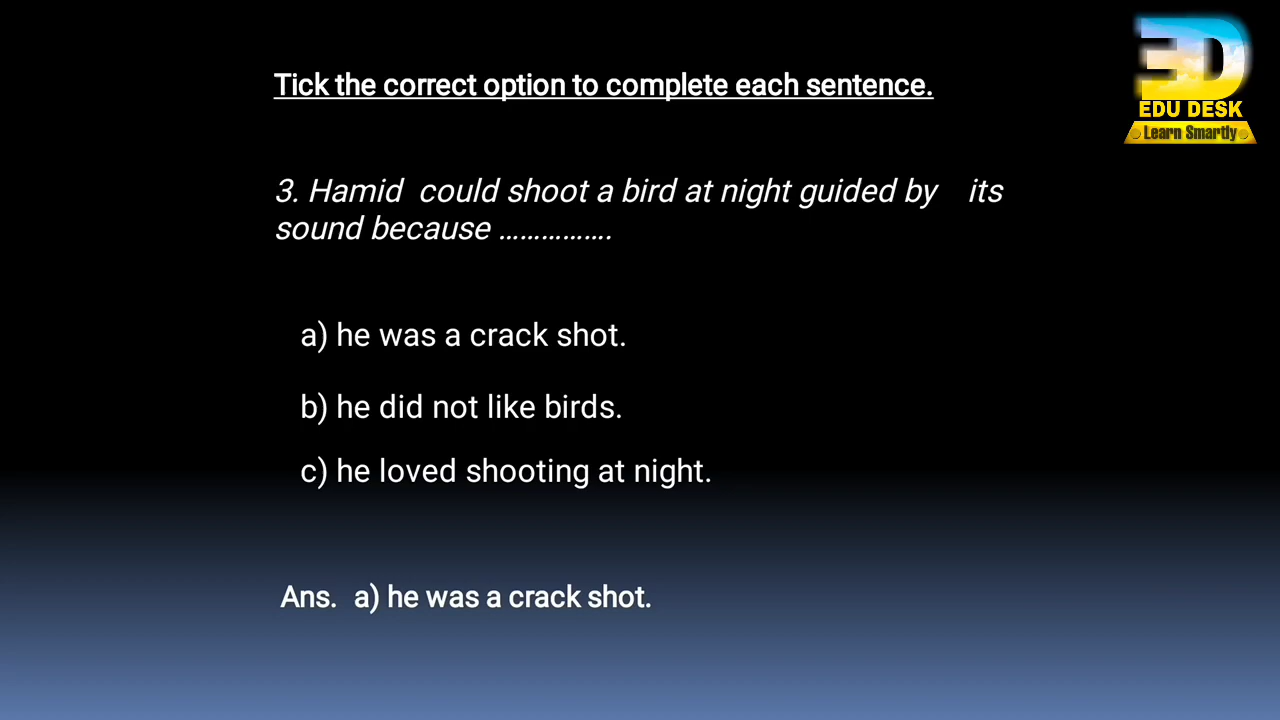 Tick the correct option to complete each sentence.
ED
EDU DESK
Learn Smartly
3. Hamid could shoot a bird at night guided by its
sound because …………….
a) he was a crack shot.
b) he did not like birds.
c) he loved shooting at night.
Ans. a) he was a crack shot.